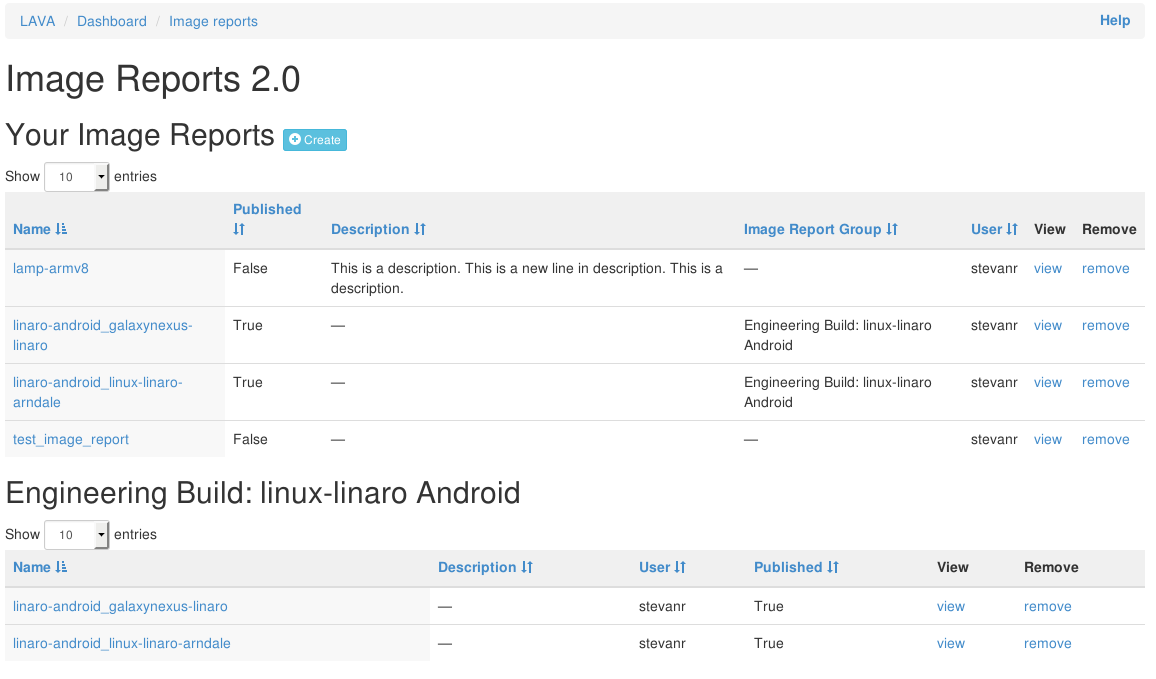 LAVA / Dashboard / Image reports Help
Image Reports 2.0
Your Image Reports Create
Show 10 entries
Published
Name Description Image Report Group User View Remove
lamp-armv8 False This is a description. This is a new line in description. This is a — stevanr view remove
description.
linaro-android_galaxynexus- True — Engineering Build: linux-linaro stevanr view remove
linaro Android
linaro-android_linux-linaro- True — Engineering Build: linux-linaro stevanr view remove
arndale Android
test_image_report False — — stevanr view remove
Engineering Build: linux-linaro Android
Show 10 entries
Name Description User Published View Remove
linaro-android_galaxynexus-linaro — stevanr True view remove
linaro-android_linux-linaro-arndale — stevanr True view remove